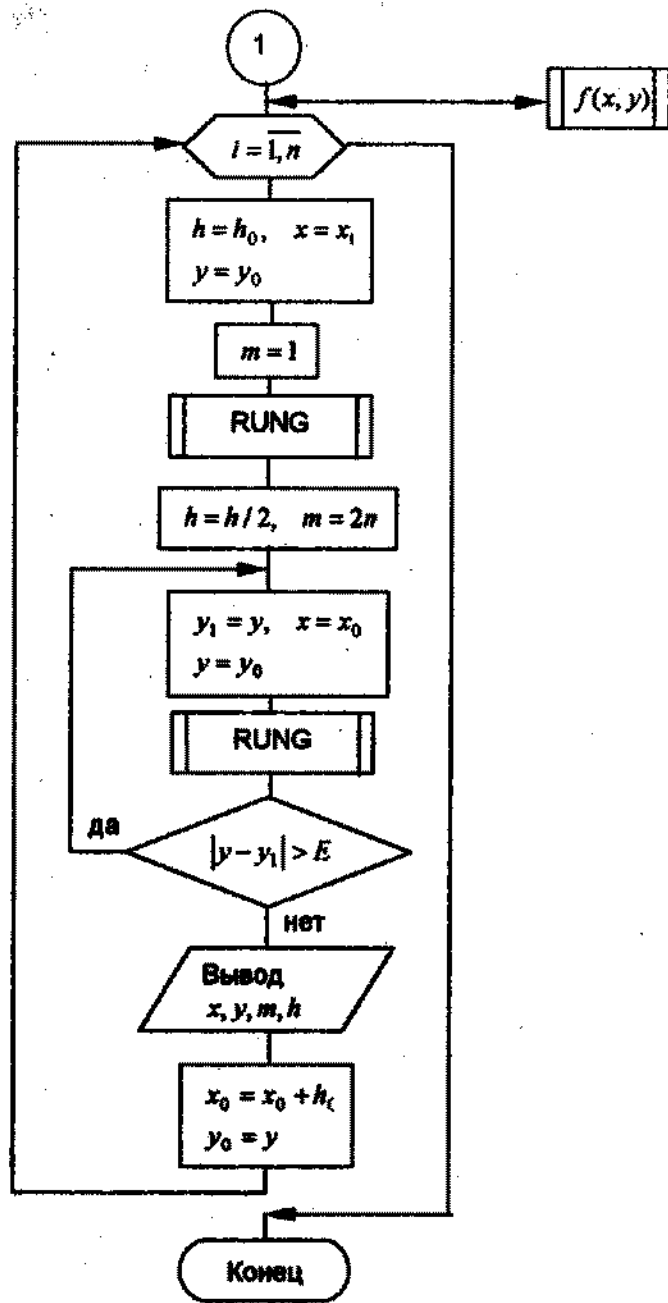 1
f(x, y)
i = 1, n
h = h₀, x = x₁
y = y₀
m = 1
RUNG
h = h / 2, m = 2n
y₁ = y, x = x₀
y = y₀
RUNG
да
|y − y₁| > E
нет
Вывод
x, y, m, h
x₀ = x₀ + h₍
y₀ = y
Конец